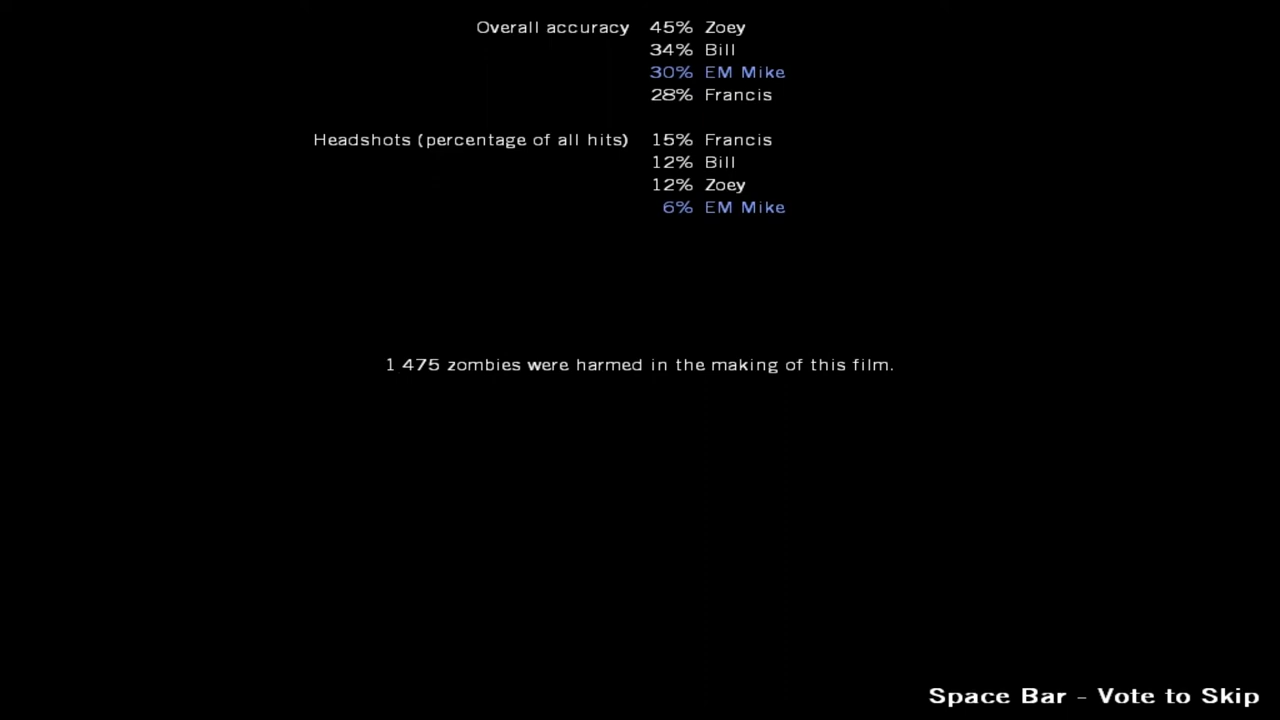 Overall accuracy 45% Zoey
34% Bill
30% EM Mike
28% Francis
Headshots (percentage of all hits) 15% Francis
12% Bill
12% Zoey
6% EM Mike
1 475 zombies were harmed in the making of this film.
Space Bar - Vote to Skip